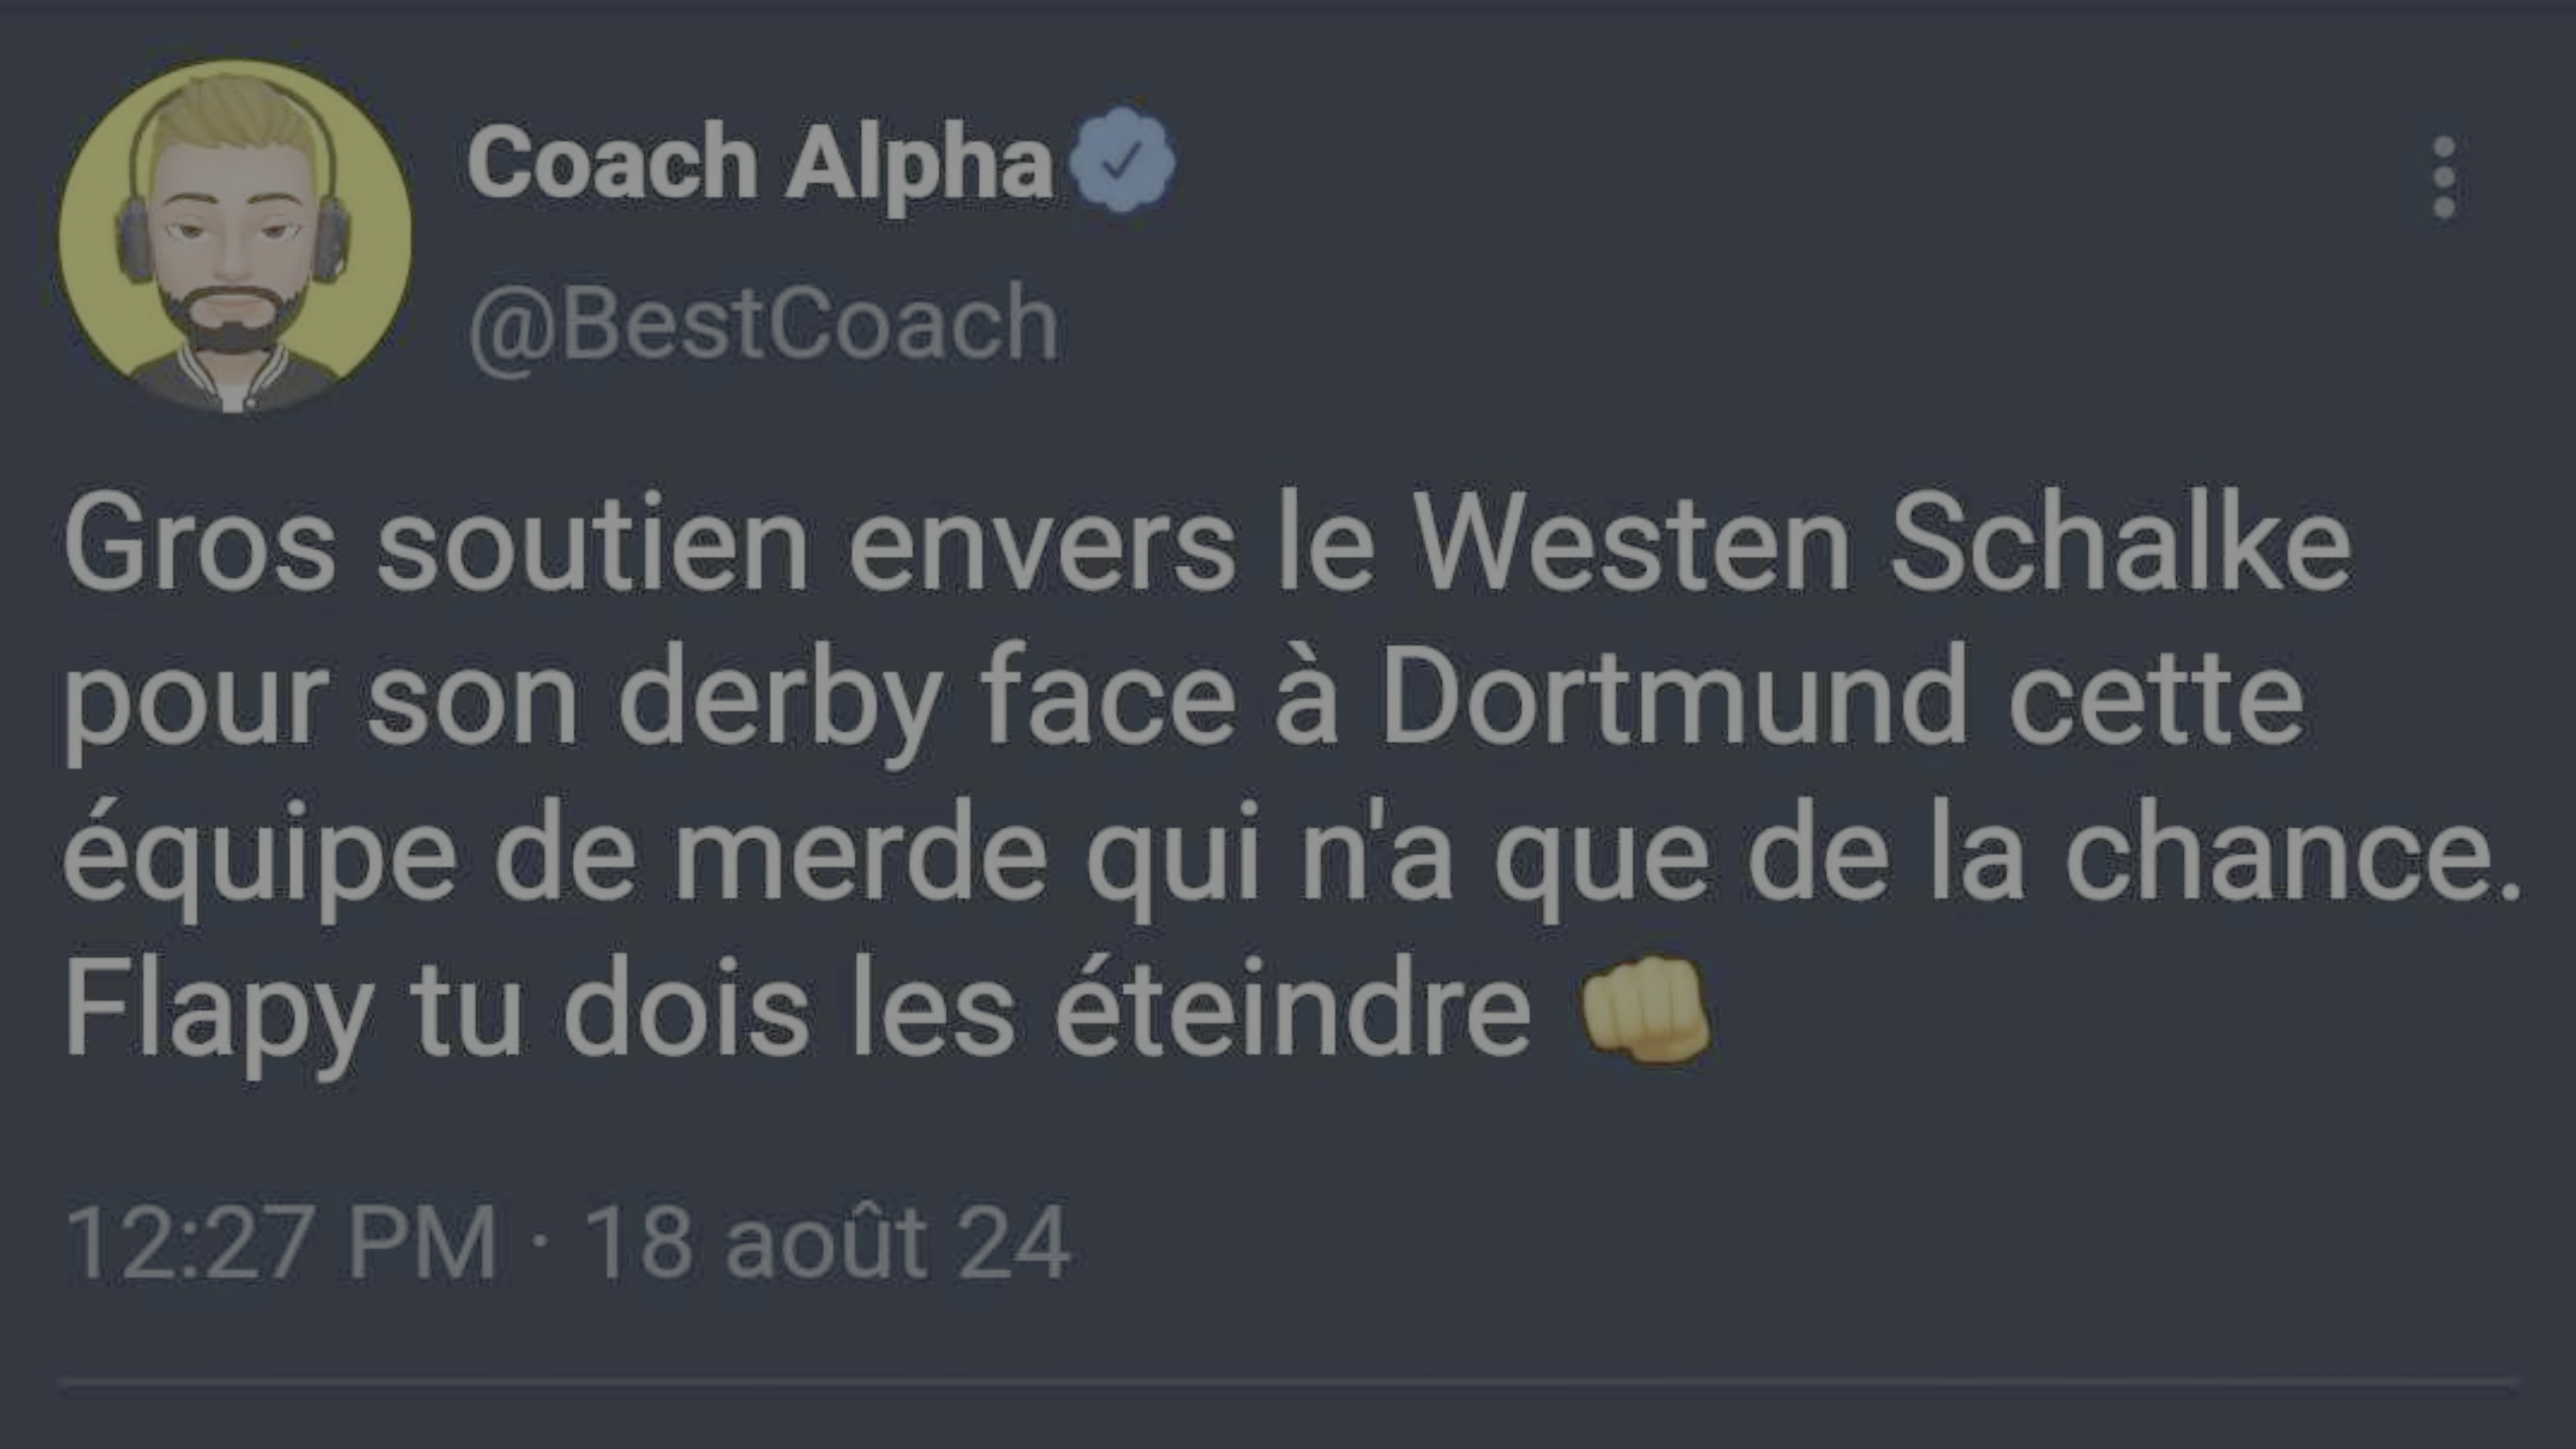 Coach Alpha
@BestCoach
Gros soutien envers le Westen Schalke
pour son derby face à Dortmund cette
équipe de merde qui n'a que de la chance.
Flapy tu dois les éteindre 👊
12:27 PM · 18 août 24